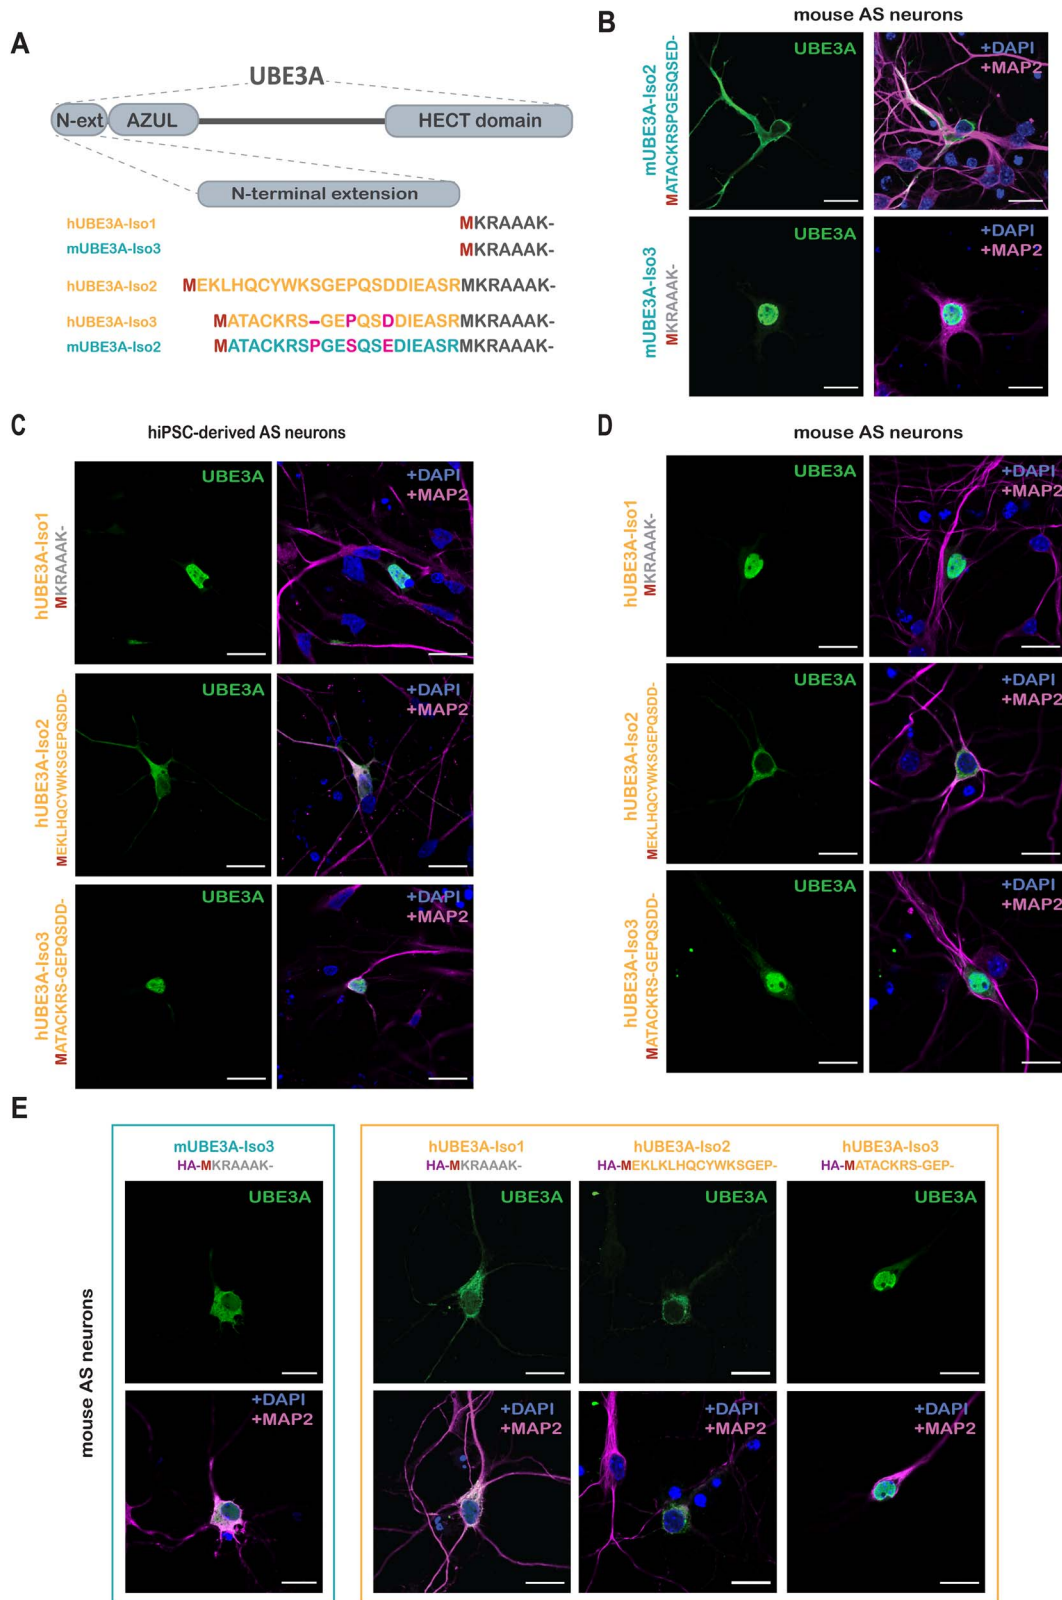 A
UBE3A
N-ext
AZUL
HECT domain
N-terminal extension
hUBE3A-Iso1 MKRAAAK-
mUBE3A-Iso3 MKRAAAK-
hUBE3A-Iso2 MEKLHQCYWKSGEPQSDDIEASRMKRAAAK-
hUBE3A-Iso3 MATACKRS–GEPQSDDIEASRMKRAAAK-
mUBE3A-Iso2 MATACKRSPGESQSEDIEASRMKRAAAK-
B
mouse AS neurons
mUBE3A-Iso2
MATACKRSPGESQSED-
UBE3A
+DAPI
+MAP2
mUBE3A-Iso3
MKRAAAK-
UBE3A
+DAPI
+MAP2
C
hiPSC-derived AS neurons
hUBE3A-Iso1
MKRAAAK-
UBE3A
+DAPI
+MAP2
hUBE3A-Iso2
MEKLHQCYWKSGEPQSDD-
UBE3A
+DAPI
+MAP2
hUBE3A-Iso3
MATACKRS-GEPQSDD-
UBE3A
+DAPI
+MAP2
D
mouse AS neurons
hUBE3A-Iso1
MKRAAAK-
UBE3A
+DAPI
+MAP2
hUBE3A-Iso2
MEKLHQCYWKSGEPQSDD-
UBE3A
+DAPI
+MAP2
hUBE3A-Iso3
MATACKRS-GEPQSDD-
UBE3A
+DAPI
+MAP2
E
mouse AS neurons
mUBE3A-Iso3
HA-MKRAAAK-
UBE3A
+DAPI
+MAP2
hUBE3A-Iso1
HA-MKRAAAK-
UBE3A
+DAPI
+MAP2
hUBE3A-Iso2
HA-MEKLKLHQCYWKSGEP-
UBE3A
+DAPI
+MAP2
hUBE3A-Iso3
HA-MATACKRS-GEP-
UBE3A
+DAPI
+MAP2